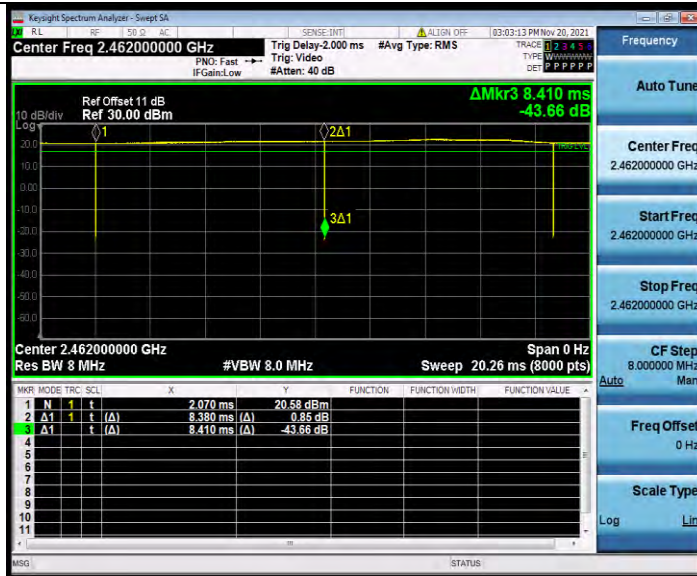 Keysight Spectrum Analyzer - Swept SA
RL RF 50 Ω AC SENSE:INT ALIGN OFF 03:03:13 PM Nov 20, 2021
Center Freq 2.462000000 GHz
PNO: Fast
IFGain:Low
Trig Delay-2.000 ms
Trig: Video
#Atten: 40 dB
#Avg Type: RMS
TRACE 1 2 3 4 5 6
TYPE WWWWWW
DET P P P P P P
Frequency
Auto Tune
Center Freq
2.462000000 GHz
Start Freq
2.462000000 GHz
Stop Freq
2.462000000 GHz
CF Step
8.000000 MHz
Auto Man
Freq Offset
0 Hz
Scale Type
Log Lin
ΔMkr3 8.410 ms
-43.66 dB
Ref Offset 11 dB
10 dB/div Ref 30.00 dBm
Log
1 2Δ1
TRIG LVL
3Δ1
20.0
10.0
0.00
-10.0
-20.0
-30.0
-40.0
-50.0
-60.0
Center 2.462000000 GHz Span 0 Hz
Res BW 8 MHz #VBW 8.0 MHz Sweep 20.26 ms (8000 pts)
MKR MODE TRC SCL X Y FUNCTION FUNCTION WIDTH FUNCTION VALUE
1 N 1 t 2.070 ms 20.58 dBm
2 Δ1 1 t (Δ) 8.380 ms (Δ) 0.85 dB
3 Δ1 t (Δ) 8.410 ms (Δ) -43.66 dB
4
5
6
7
8
9
10
11
MSG STATUS